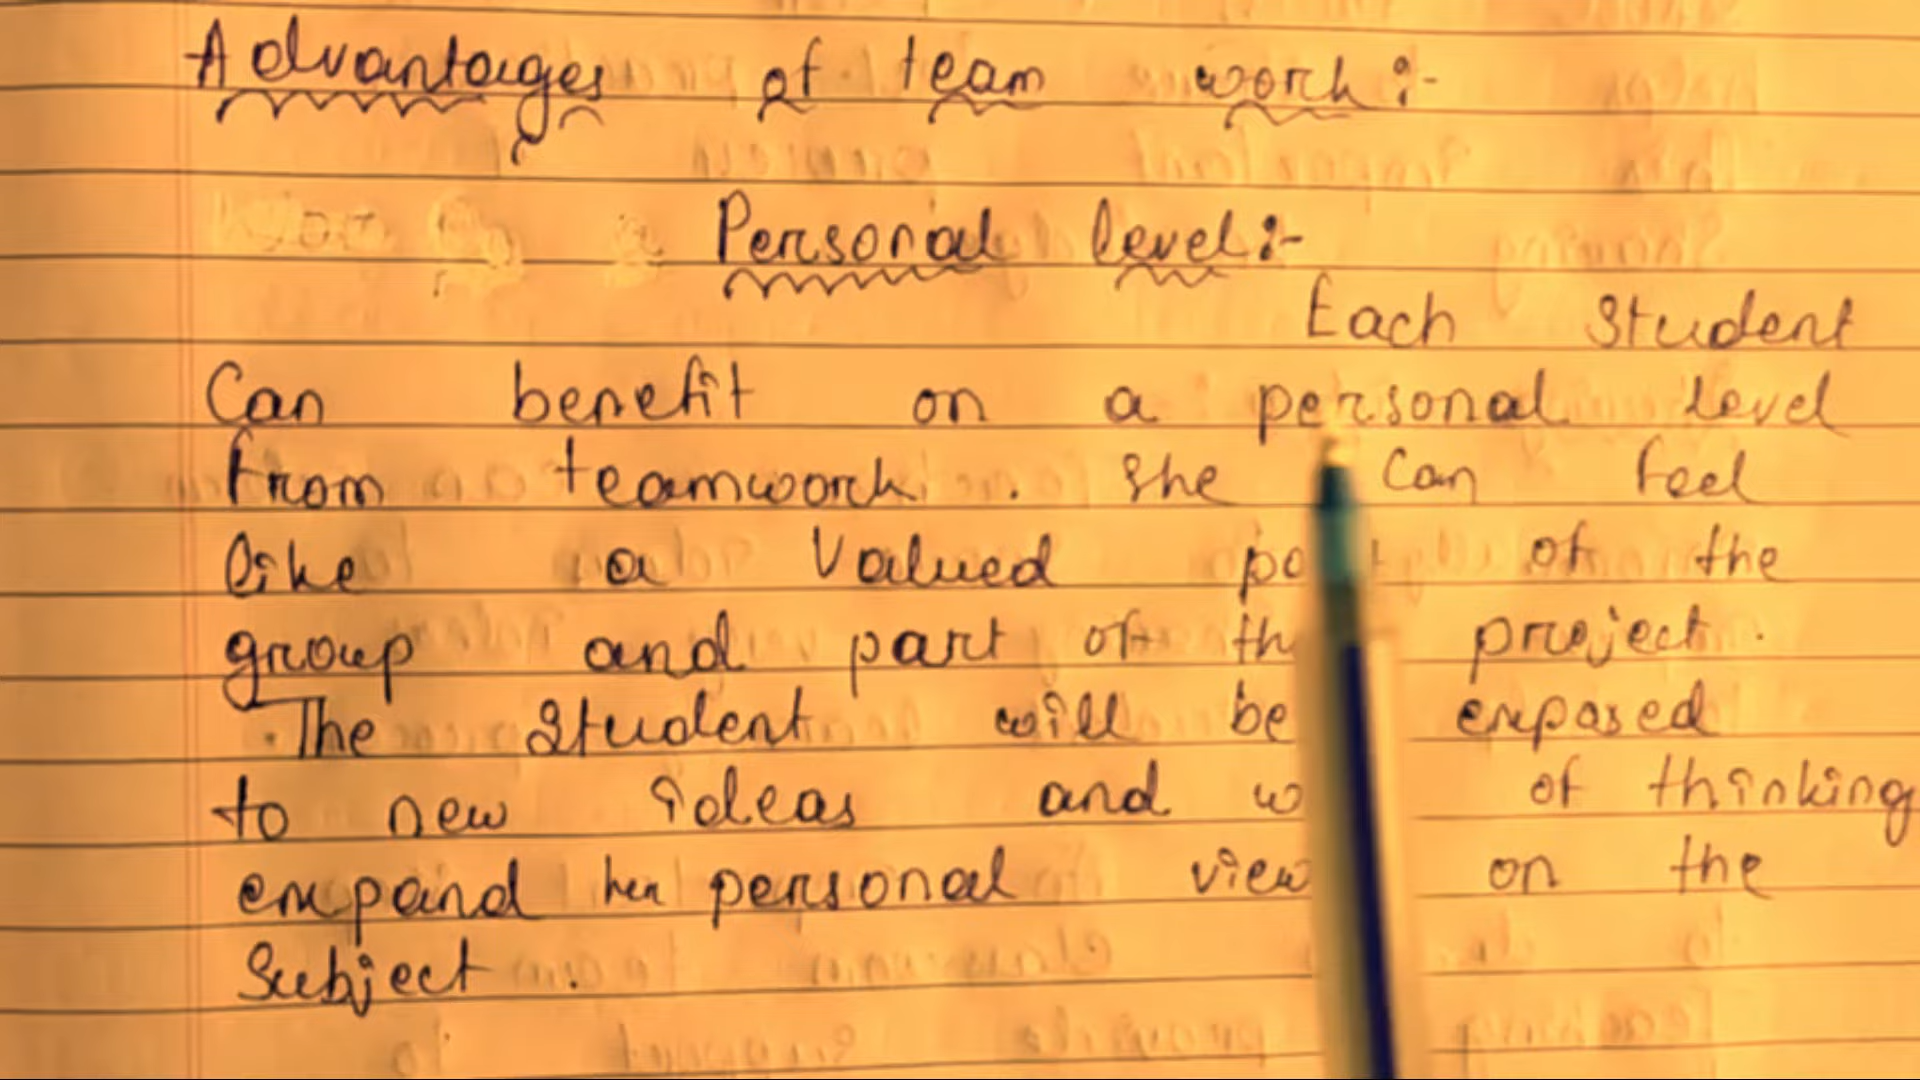 Advantages of team work:-
Personal level:-
Each student
Can benefit on a personal level
from teamwork. She can feel
like a valued of the
group and part of project.
The student will be exposed
to new ideas and of thinking
expand her personal on the
Subject.